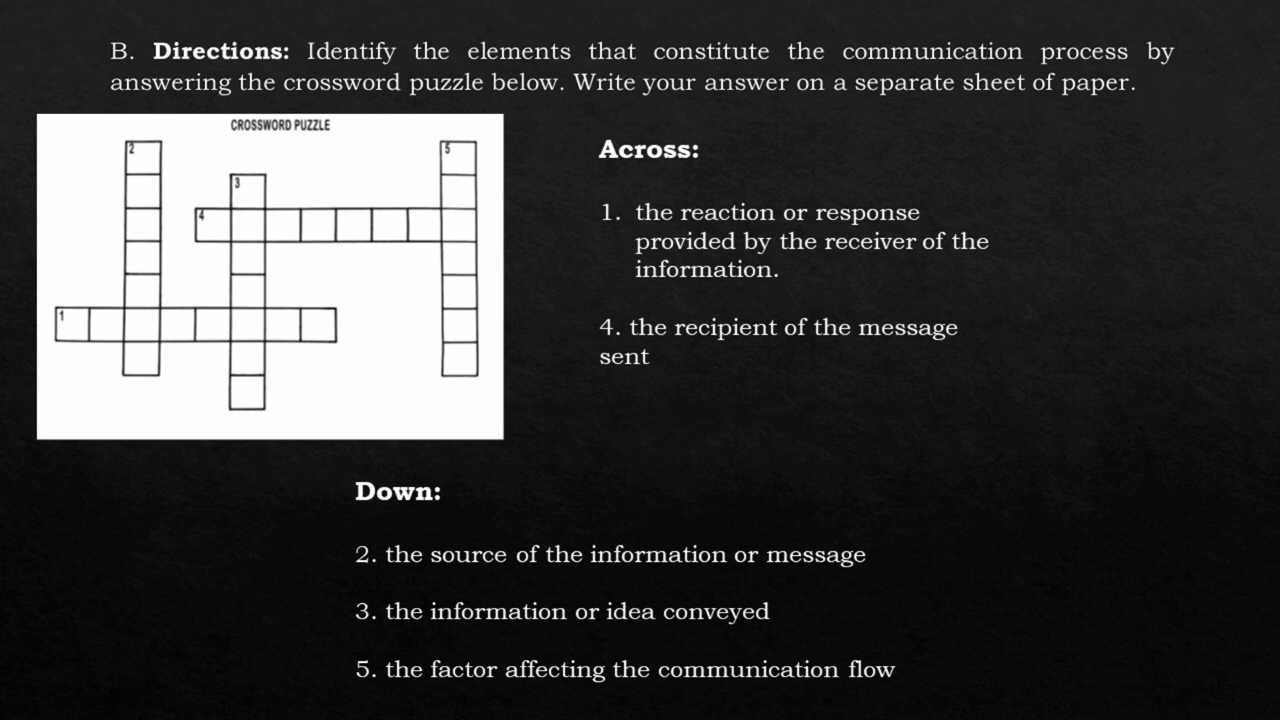 B. Directions: Identify the elements that constitute the communication process by
answering the crossword puzzle below. Write your answer on a separate sheet of paper.
CROSSWORD PUZZLE
2
5
3
4
1
Across:
1. the reaction or response
provided by the receiver of the
information.
4. the recipient of the message
sent
Down:
2. the source of the information or message
3. the information or idea conveyed
5. the factor affecting the communication flow